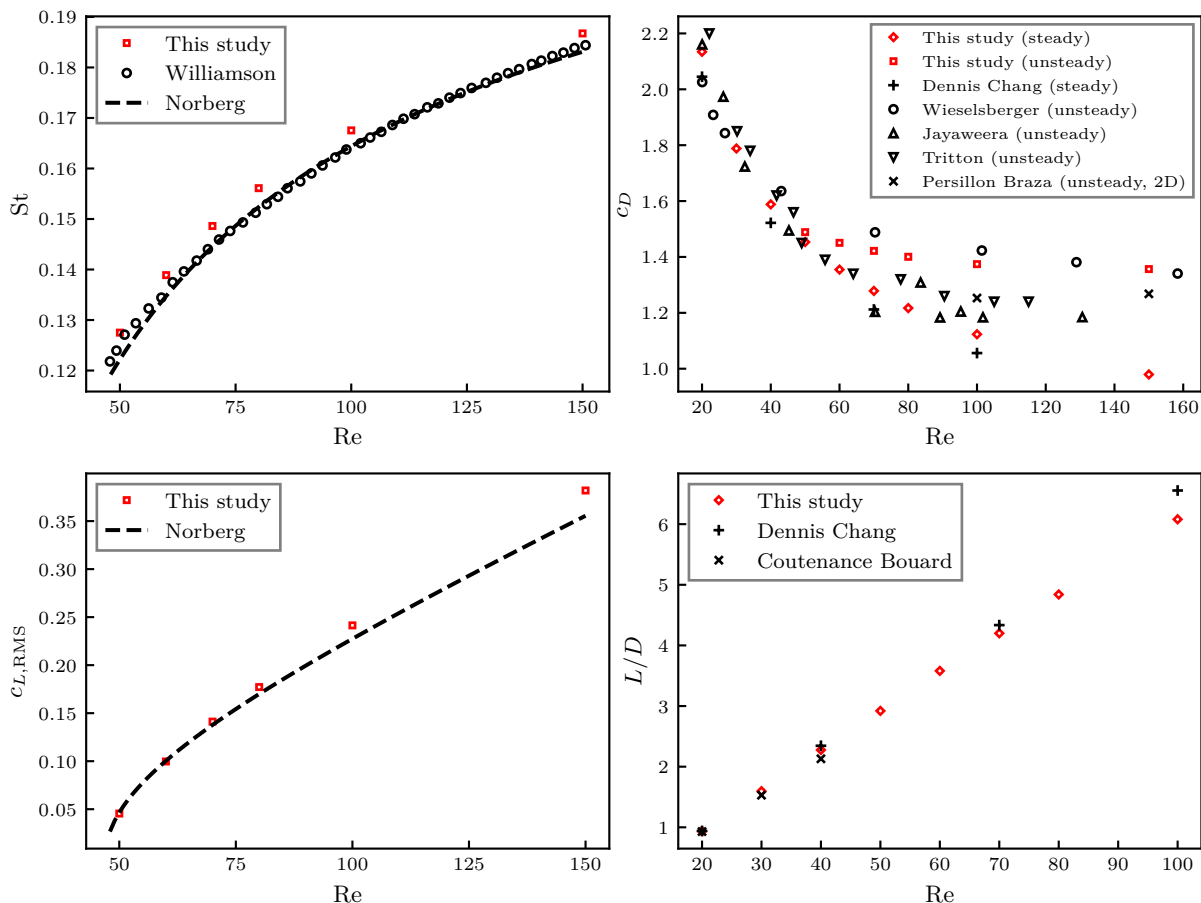 0.19
0.18
0.17
0.16
0.15
0.14
0.13
0.12
St
This study
Williamson
Norberg
50 75 100 125 150
Re
2.2
2.0
1.8
1.6
1.4
1.2
1.0
c_D
This study (steady)
This study (unsteady)
Dennis Chang (steady)
Wieselsberger (unsteady)
Jayaweera (unsteady)
Tritton (unsteady)
Persillon Braza (unsteady, 2D)
20 40 60 80 100 120 140 160
Re
0.35
0.30
0.25
0.20
0.15
0.10
0.05
c_{L,RMS}
This study
Norberg
50 75 100 125 150
Re
6
5
4
3
2
1
L/D
This study
Dennis Chang
Coutenance Bouard
20 30 40 50 60 70 80 90 100
Re